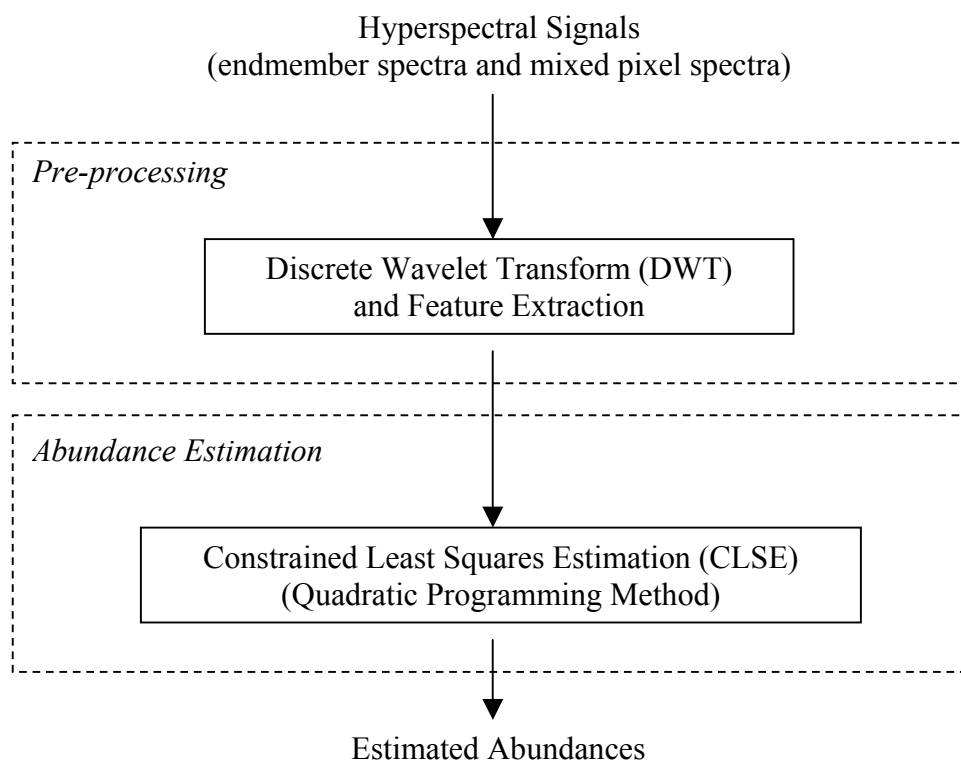 Hyperspectral Signals
(endmember spectra and mixed pixel spectra)
Pre-processing
Discrete Wavelet Transform (DWT)
and Feature Extraction
Abundance Estimation
Constrained Least Squares Estimation (CLSE)
(Quadratic Programming Method)
Estimated Abundances